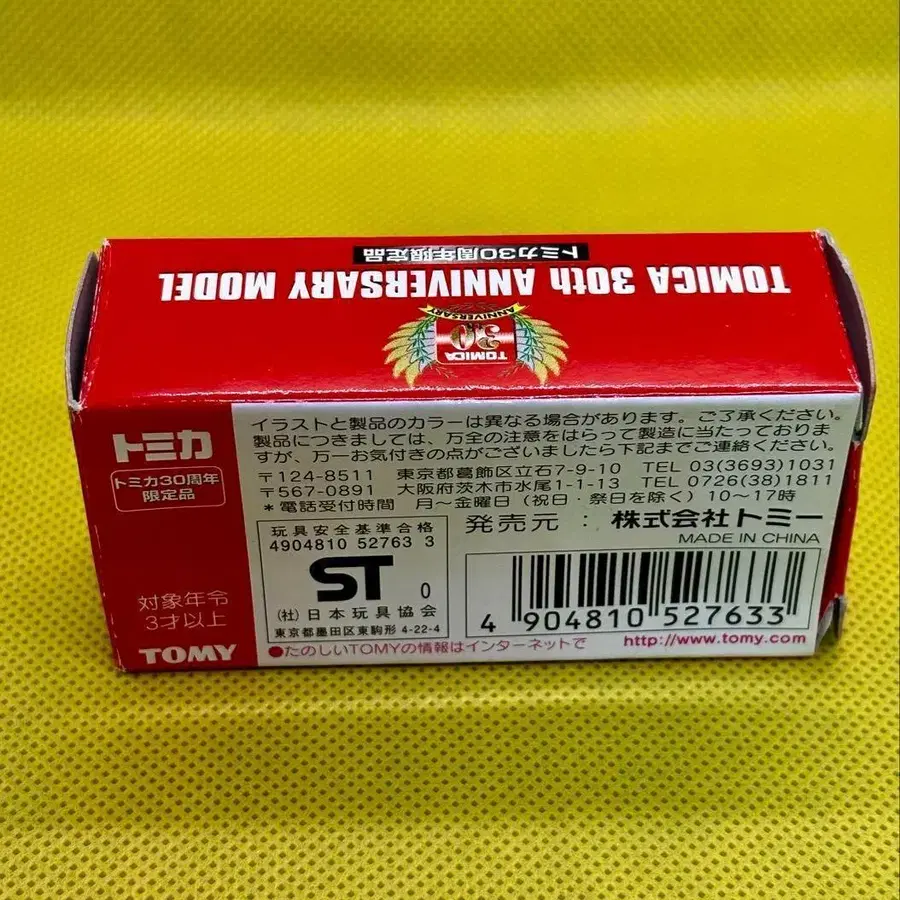 トミカ30周年限定品
TOMICA 30th ANNIVERSARY MODEL
ANNIVERSARY
30
TOMICA
トミカ
トミカ30周年
限定品
対象年令
3才以上
TOMY
イラストと製品のカラーは異なる場合があります。ご了承ください。
製品につきましては、万全の注意をはらって製造に当たっておりま
すが、万一お気付きの点がございましたら下記までご連絡ください。
〒124-8511 東京都葛飾区立石7-9-10 TEL 03(3693)1031
〒567-0891 大阪府茨木市水尾1-1-13 TEL 0726(38)1811
*電話受付時間 月〜金曜日(祝日・祭日を除く)10〜17時
玩具安全基準合格
4904810 52763 3
ST 0
(社)日本玩具協会
東京都墨田区東駒形 4-22-4
発売元 : 株式会社トミー
MADE IN CHINA
4 904810 527633
●たのしいTOMYの情報はインターネットで http://www.tomy.com